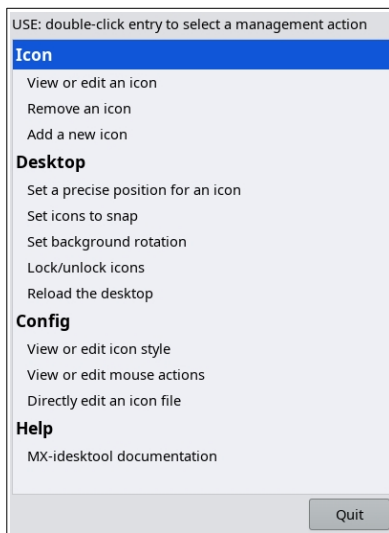 USE: double-click entry to select a management action
Icon
View or edit an icon
Remove an icon
Add a new icon
Desktop
Set a precise position for an icon
Set icons to snap
Set background rotation
Lock/unlock icons
Reload the desktop
Config
View or edit icon style
View or edit mouse actions
Directly edit an icon file
Help
MX-idesktool documentation
Quit